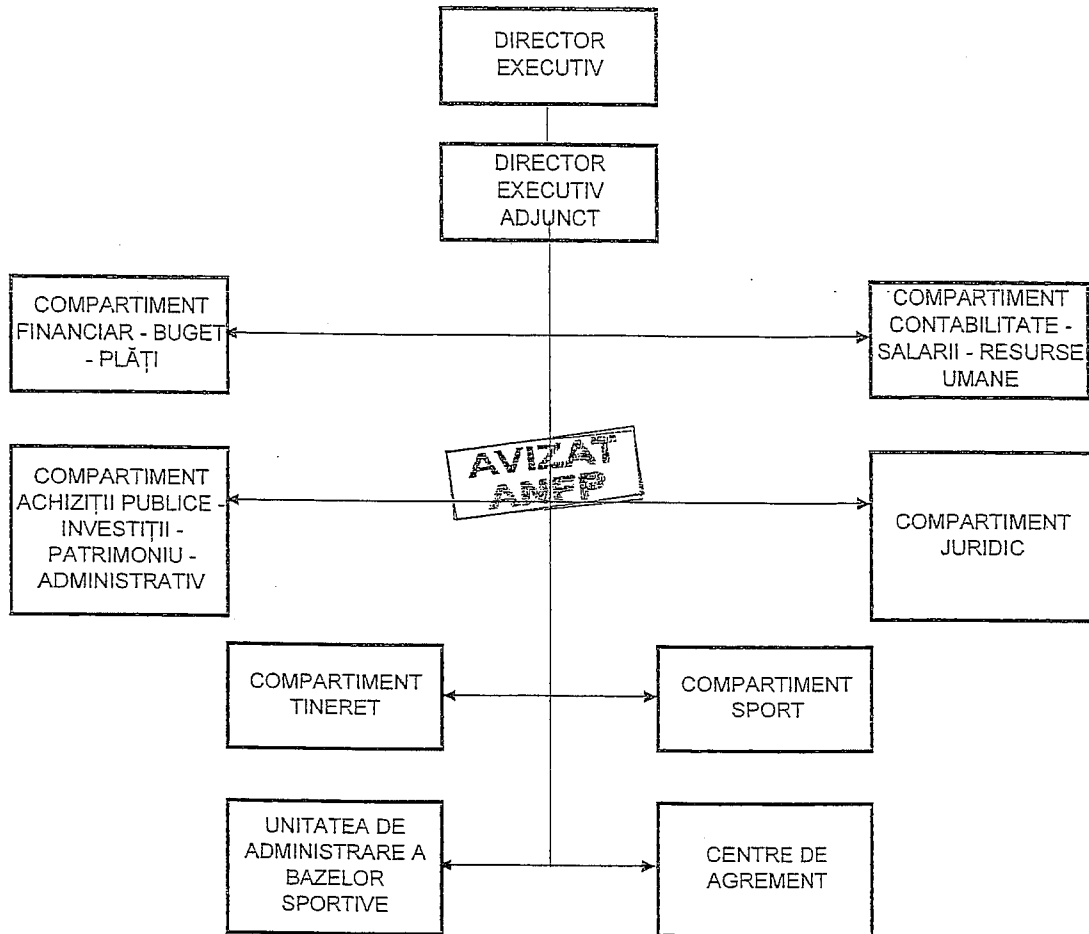 DIRECTOR
EXECUTIV
DIRECTOR
EXECUTIV
ADJUNCT
COMPARTIMENT
FINANCIAR - BUGET
- PLĂȚI
COMPARTIMENT
CONTABILITATE -
SALARII - RESURSE
UMANE
AVIZAT
ANFP
COMPARTIMENT
ACHIZIȚII PUBLICE -
INVESTIȚII -
PATRIMONIU -
ADMINISTRATIV
COMPARTIMENT
JURIDIC
COMPARTIMENT
TINERET
COMPARTIMENT
SPORT
UNITATEA DE
ADMINISTRARE A
BAZELOR
SPORTIVE
CENTRE DE
AGREMENT